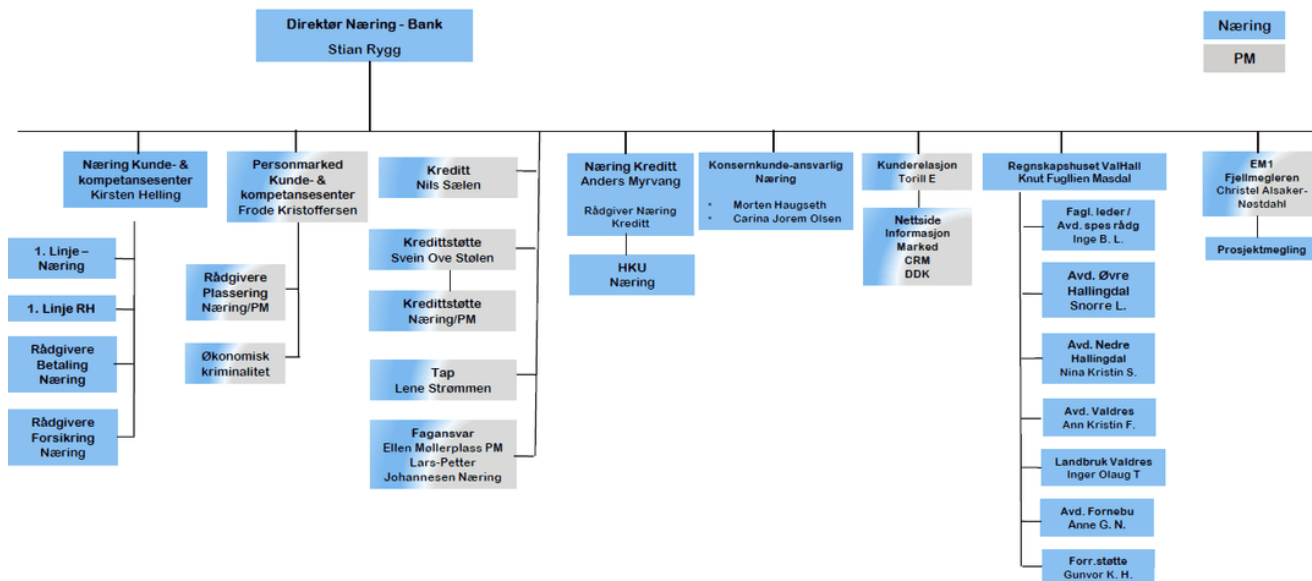 Direktør Næring - Bank
Stian Rygg
Næring
PM
Næring Kunde- &
kompetansesenter
Kirsten Helling
1. Linje –
Næring
1. Linje RH
Rådgivere
Betaling
Næring
Rådgivere
Forsikring
Næring
Personmarked
Kunde- &
kompetansesenter
Frode Kristoffersen
Rådgivere
Plassering
Næring/PM
Økonomisk
kriminalitet
Kreditt
Nils Sælen
Kredittstøtte
Svein Ove Stølen
Kredittstøtte
Næring/PM
Tap
Lene Strømmen
Fagansvar
Ellen Møllerplass PM
Lars-Petter
Johannesen Næring
Næring Kreditt
Anders Myrvang
Rådgiver Næring
Kreditt
HKU
Næring
Konsernkunde-ansvarlig
Næring
• Morten Haugseth
• Carina Jorem Olsen
Kunderelasjon
Torill E
Nettside
Informasjon
Marked
CRM
DDK
Regnskapshuset ValHall
Knut Fugllien Masdal
Fagl. leder /
Avd. spes rådg
Inge B. L.
Avd. Øvre
Hallingdal
Snorre L.
Avd. Nedre
Hallingdal
Nina Kristin S.
Avd. Valdres
Ann Kristin F.
Landbruk Valdres
Inger Olaug T
Avd. Fornebu
Anne G. N.
Forr.støtte
Gunvor K. H.
EM1
Fjellmegleren
Christel Alsaker-
Nøstdahl
Prosjektmegling